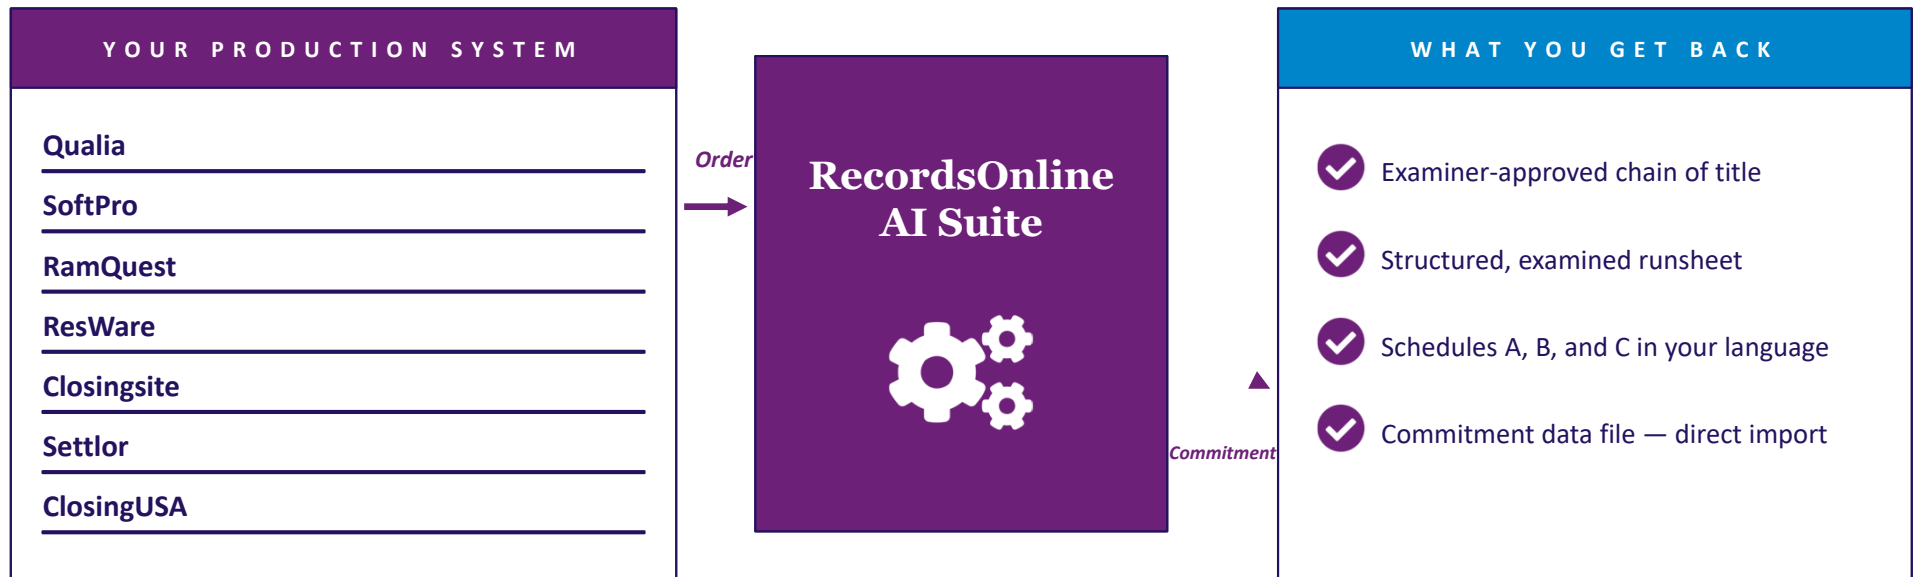 YOUR PRODUCTION SYSTEM
Qualia
SoftPro
RamQuest
ResWare
Closingsite
Settlor
ClosingUSA
Order
RecordsOnline
AI Suite
Commitment
WHAT YOU GET BACK
Examiner-approved chain of title
Structured, examined runsheet
Schedules A, B, and C in your language
Commitment data file — direct import